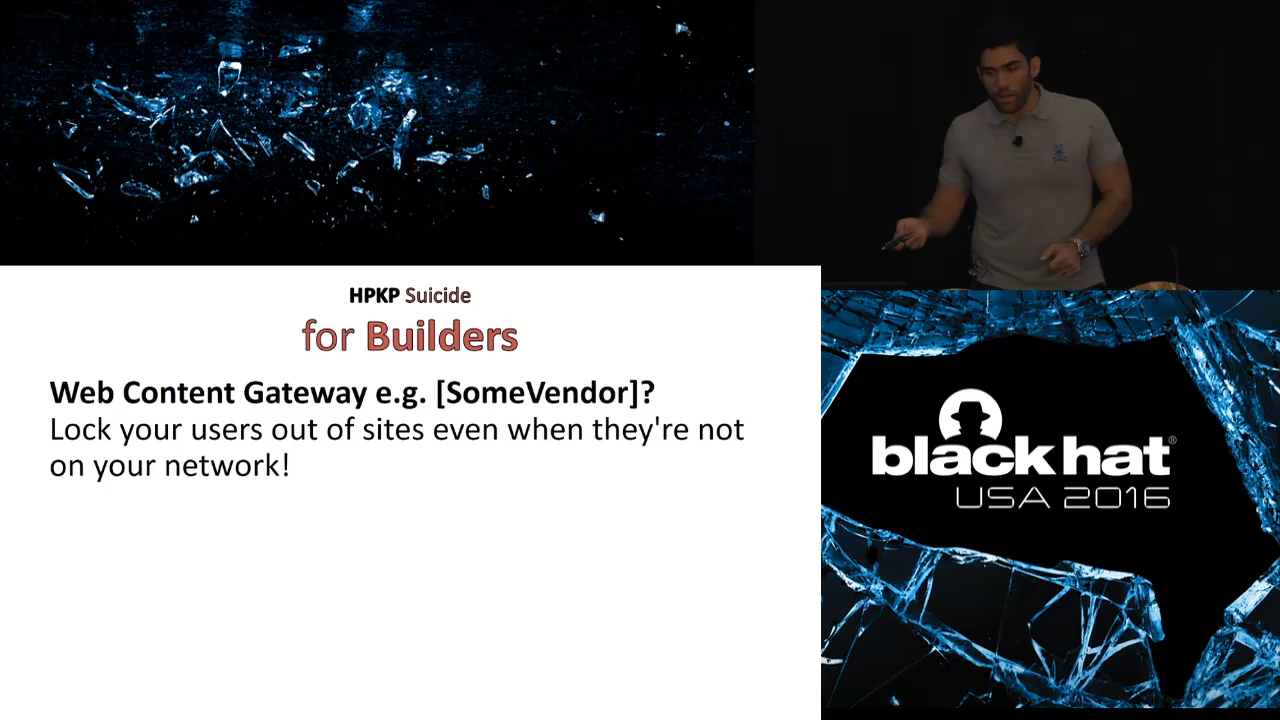 HPKP Suicide
for Builders
Web Content Gateway e.g. [SomeVendor]?
Lock your users out of sites even when they're not
on your network!
black hat®
USA 2016